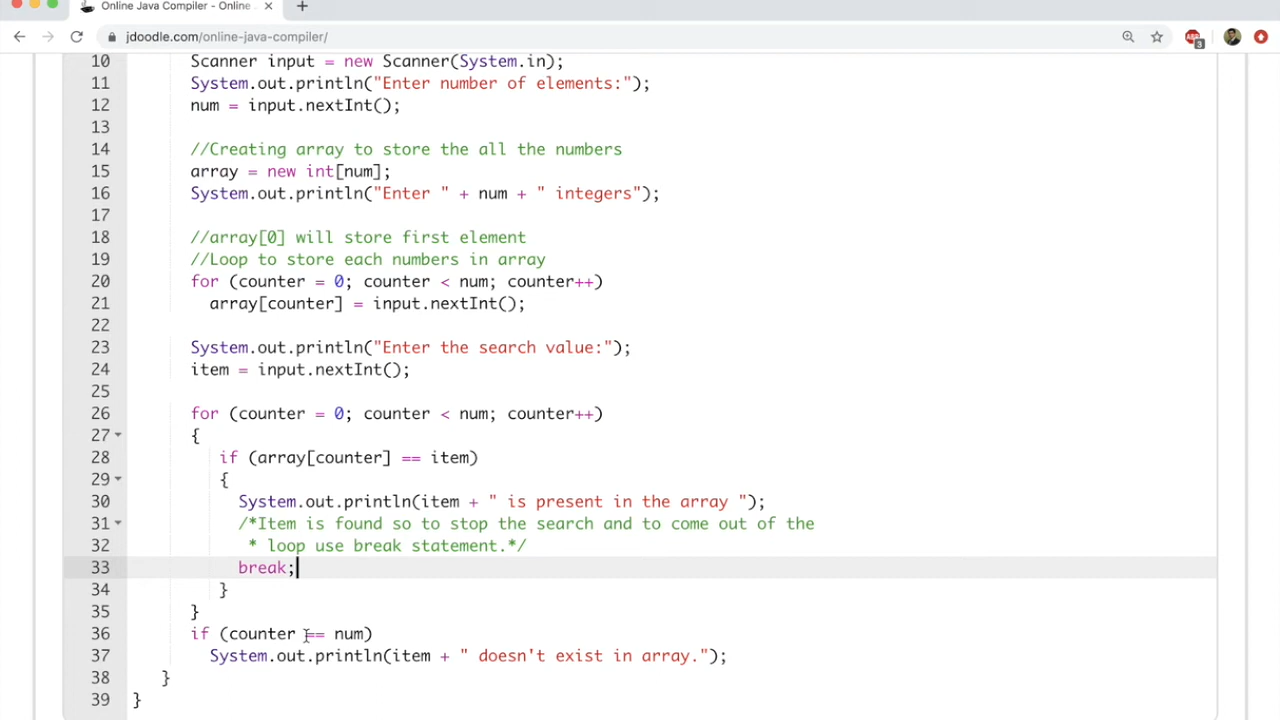 Online Java Compiler - Online
jdoodle.com/online-java-compiler/
3
10 Scanner input = new Scanner(System.in);
11 System.out.println("Enter number of elements:");
12 num = input.nextInt();
13
14 //Creating array to store the all the numbers
15 array = new int[num];
16 System.out.println("Enter " + num + " integers");
17
18 //array[0] will store first element
19 //Loop to store each numbers in array
20 for (counter = 0; counter < num; counter++)
21 array[counter] = input.nextInt();
22
23 System.out.println("Enter the search value:");
24 item = input.nextInt();
25
26 for (counter = 0; counter < num; counter++)
27 {
28 if (array[counter] == item)
29 {
30 System.out.println(item + " is present in the array ");
31 /*Item is found so to stop the search and to come out of the
32 * loop use break statement.*/
33 break;
34 }
35 }
36 if (counter == num)
37 System.out.println(item + " doesn't exist in array.");
38 }
39 }